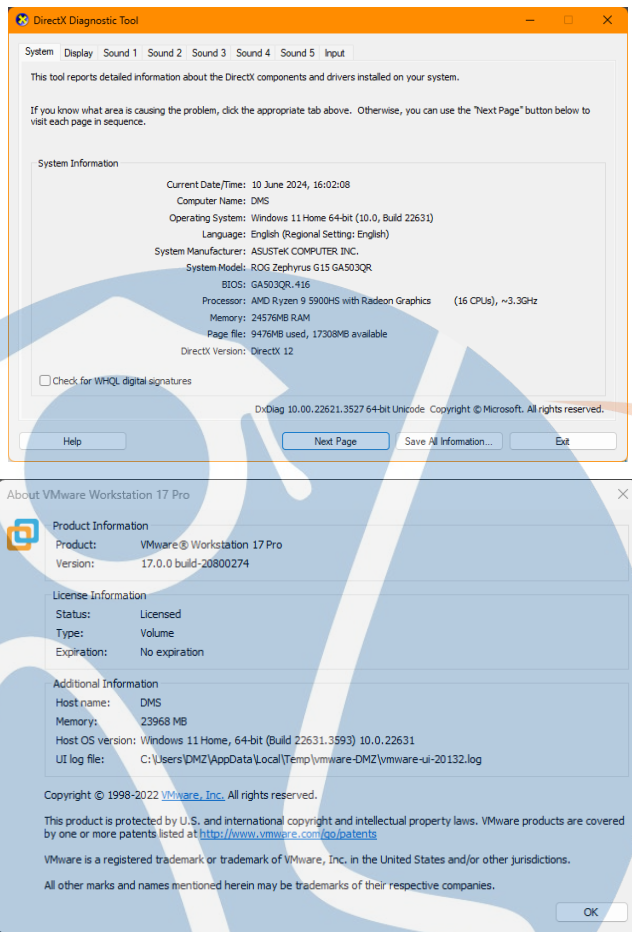 DirectX Diagnostic Tool
System Display Sound 1 Sound 2 Sound 3 Sound 4 Sound 5 Input
This tool reports detailed information about the DirectX components and drivers installed on your system.
If you know what area is causing the problem, click the appropriate tab above. Otherwise, you can use the "Next Page" button below to
visit each page in sequence.
System Information
Current Date/Time: 10 June 2024, 16:02:08
Computer Name: DMS
Operating System: Windows 11 Home 64-bit (10.0, Build 22631)
Language: English (Regional Setting: English)
System Manufacturer: ASUSTeK COMPUTER INC.
System Model: ROG Zephyrus G15 GA503QR
BIOS: GA503QR.416
Processor: AMD Ryzen 9 5900HS with Radeon Graphics (16 CPUs), ~3.3GHz
Memory: 24576MB RAM
Page file: 9476MB used, 17308MB available
DirectX Version: DirectX 12
Check for WHQL digital signatures
DxDiag 10.00.22621.3527 64-bit Unicode Copyright © Microsoft. All rights reserved.
Help Next Page Save All Information... Exit
About VMware Workstation 17 Pro
Product Information
Product: VMware® Workstation 17 Pro
Version: 17.0.0 build-20800274
License Information
Status: Licensed
Type: Volume
Expiration: No expiration
Additional Information
Host name: DMS
Memory: 23968 MB
Host OS version: Windows 11 Home, 64-bit (Build 22631.3593) 10.0.22631
UI log file: C:\Users\DMZ\AppData\Local\Temp\vmware-DMZ\vmware-ui-20132.log
Copyright © 1998-2022 VMware, Inc. All rights reserved.
This product is protected by U.S. and international copyright and intellectual property laws. VMware products are covered
by one or more patents listed at http://www.vmware.com/go/patents
VMware is a registered trademark or trademark of VMware, Inc. in the United States and/or other jurisdictions.
All other marks and names mentioned herein may be trademarks of their respective companies.
OK